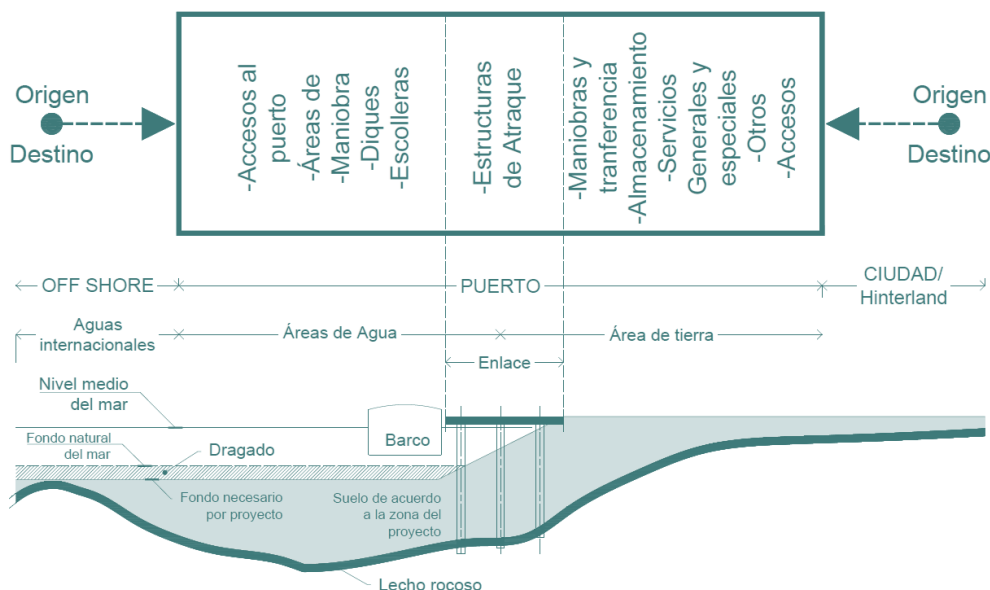 Origen
Destino
-Accesos al
puerto
-Áreas de
-Maniobra
-Diques
-Escolleras
-Estructuras
de Atraque
-Maniobras y
tranferencia
-Almacenamiento
-Servicios
Generales y
especiales
-Otros
-Accesos
Origen
Destino
OFF SHORE
PUERTO
CIUDAD/
Hinterland
Aguas
internacionales
Áreas de Agua
Área de tierra
Enlace
Nivel medio
del mar
Barco
Fondo natural
del mar
Dragado
Fondo necesario
por proyecto
Suelo de acuerdo
a la zona del
proyecto
Lecho rocoso